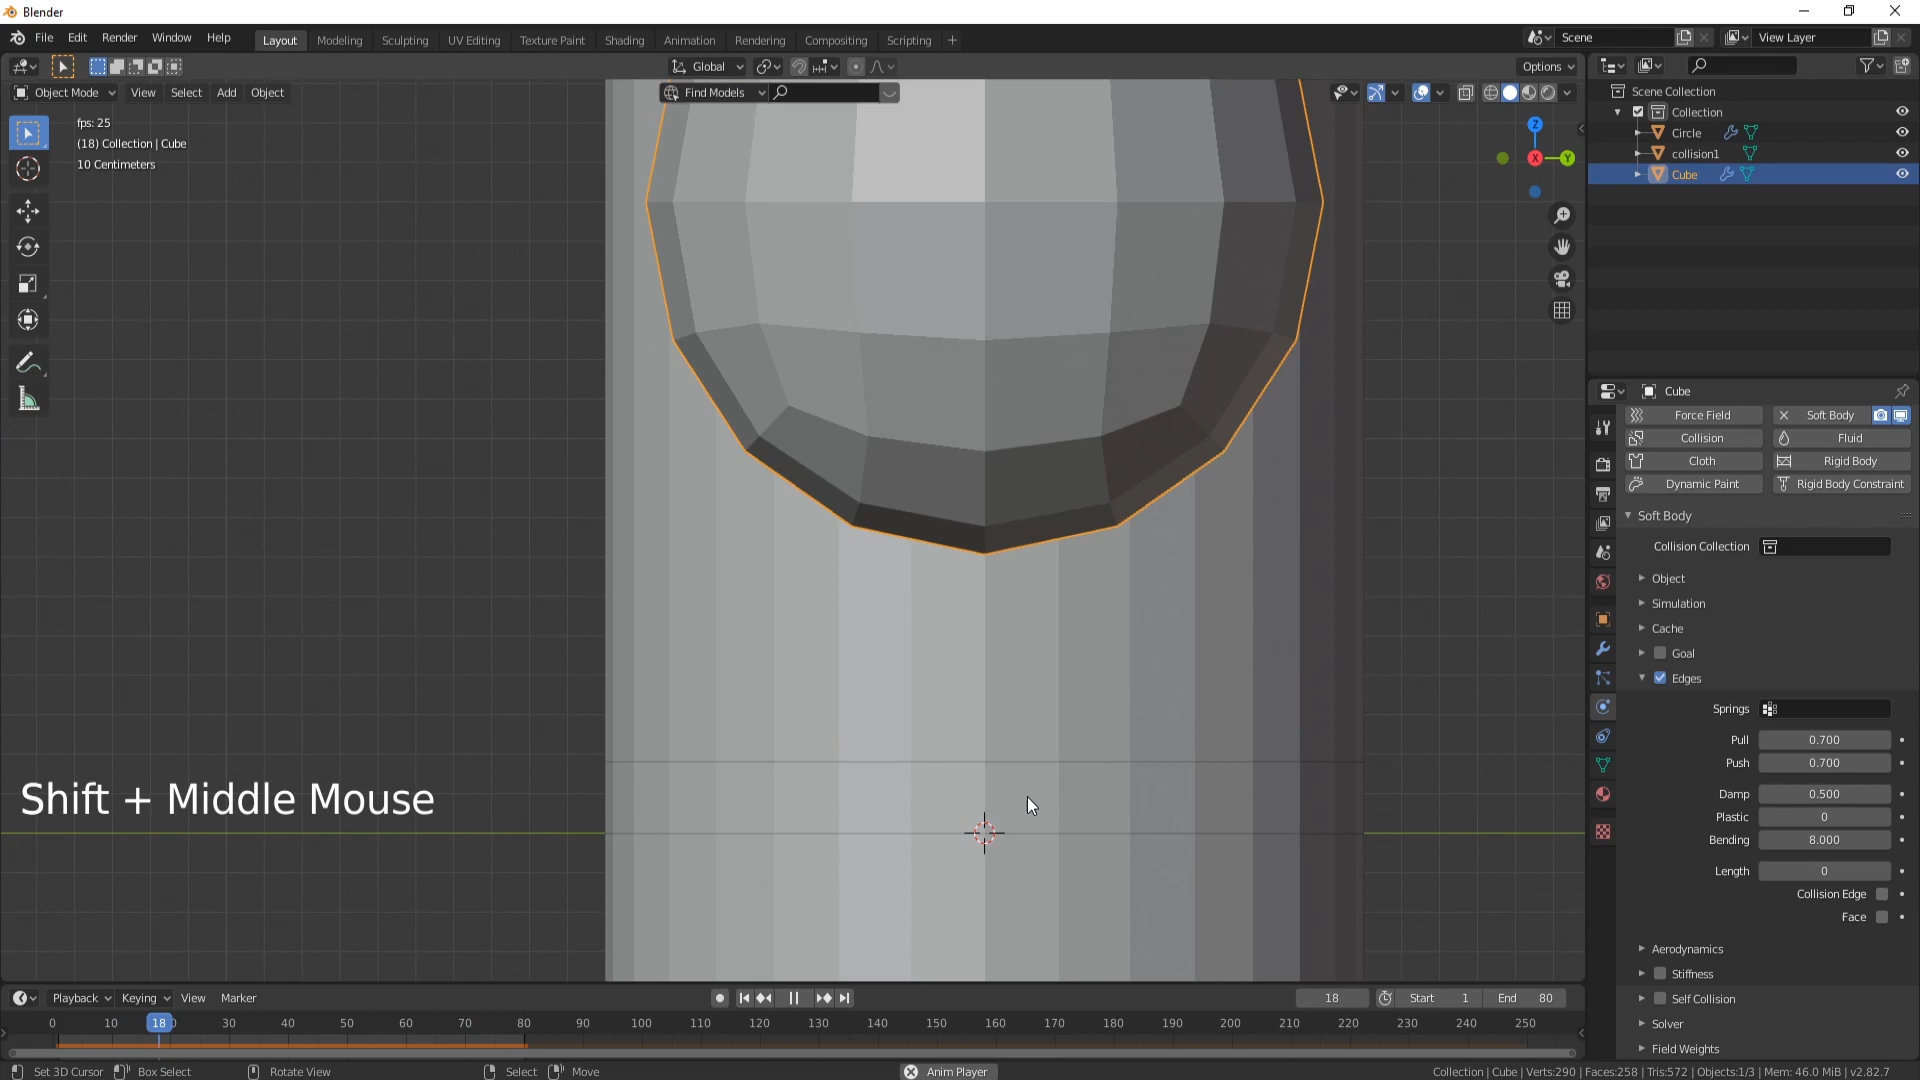 Blender
File Edit Render Window Help
Layout Modeling Sculpting UV Editing Texture Paint Shading Animation Rendering Compositing Scripting +
Scene
View Layer
Global
Options
Object Mode View Select Add Object
Find Models
fps: 25
(18) Collection | Cube
10 Centimeters
Z
X
Y
Scene Collection
Collection
Circle
collision1
Cube
Cube
Force Field
Soft Body
Collision
Fluid
Cloth
Rigid Body
Dynamic Paint
Rigid Body Constraint
Soft Body
Collision Collection
Object
Simulation
Cache
Goal
Edges
Springs
Pull 0.700
Push 0.700
Damp 0.500
Plastic 0
Bending 8.000
Length 0
Collision Edge
Face
Aerodynamics
Stiffness
Self Collision
Solver
Field Weights
Shift + Middle Mouse
Playback Keying View Marker
18
Start 1
End 80
0 10 18 30 40 50 60 70 80 90 100 110 120 130 140 150 160 170 180 190 200 210 220 230 240 250
Set 3D Cursor
Box Select
Rotate View
Select
Move
Anim Player
Collection | Cube | Verts:290 | Faces:258 | Tris:572 | Objects:1/3 | Mem: 46.0 MiB | v2.82.7